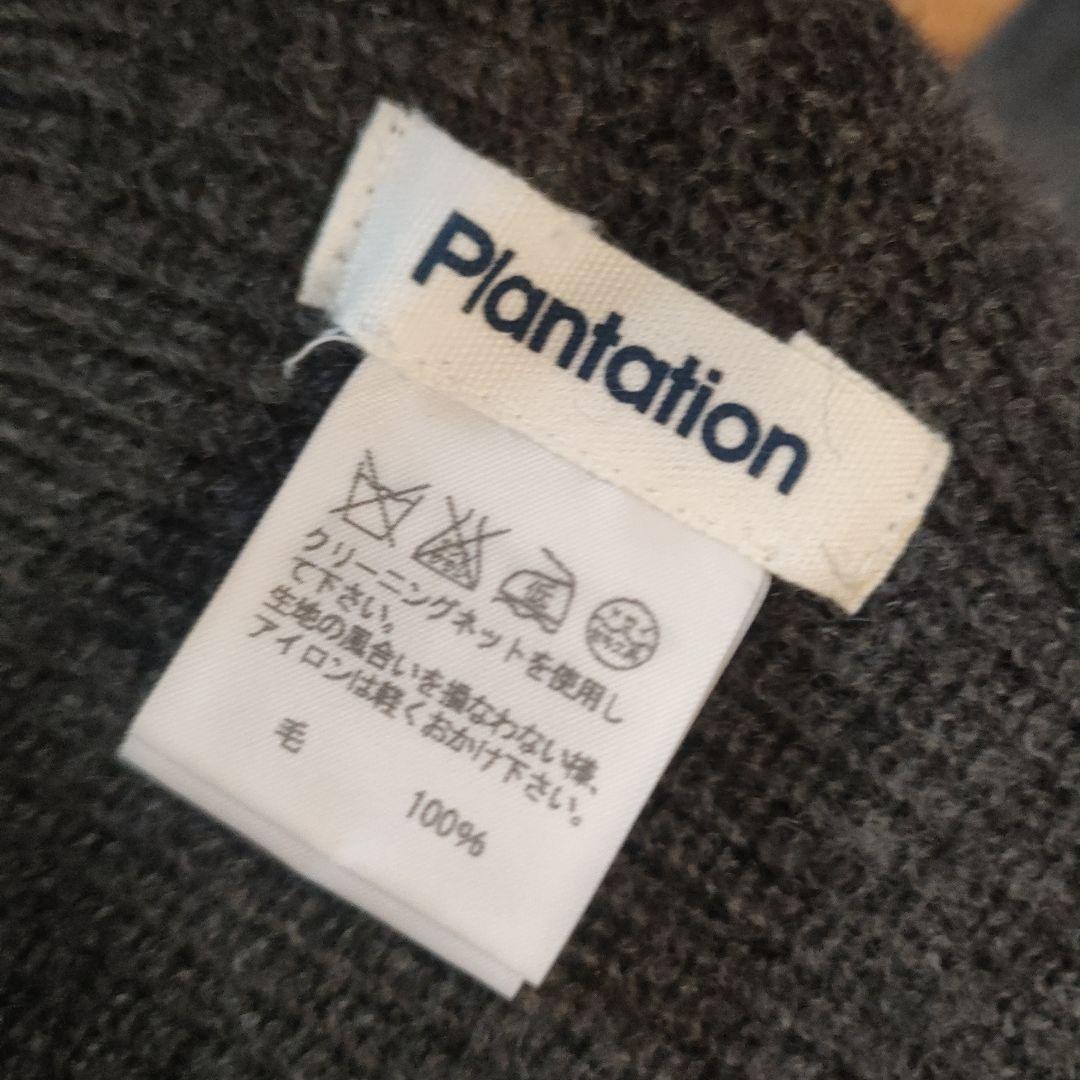 Plantation
クリーニングネットを使用し
て下さい。
生地の風合いを損なわない様、
アイロンは軽くおかけ下さい。
毛 100%